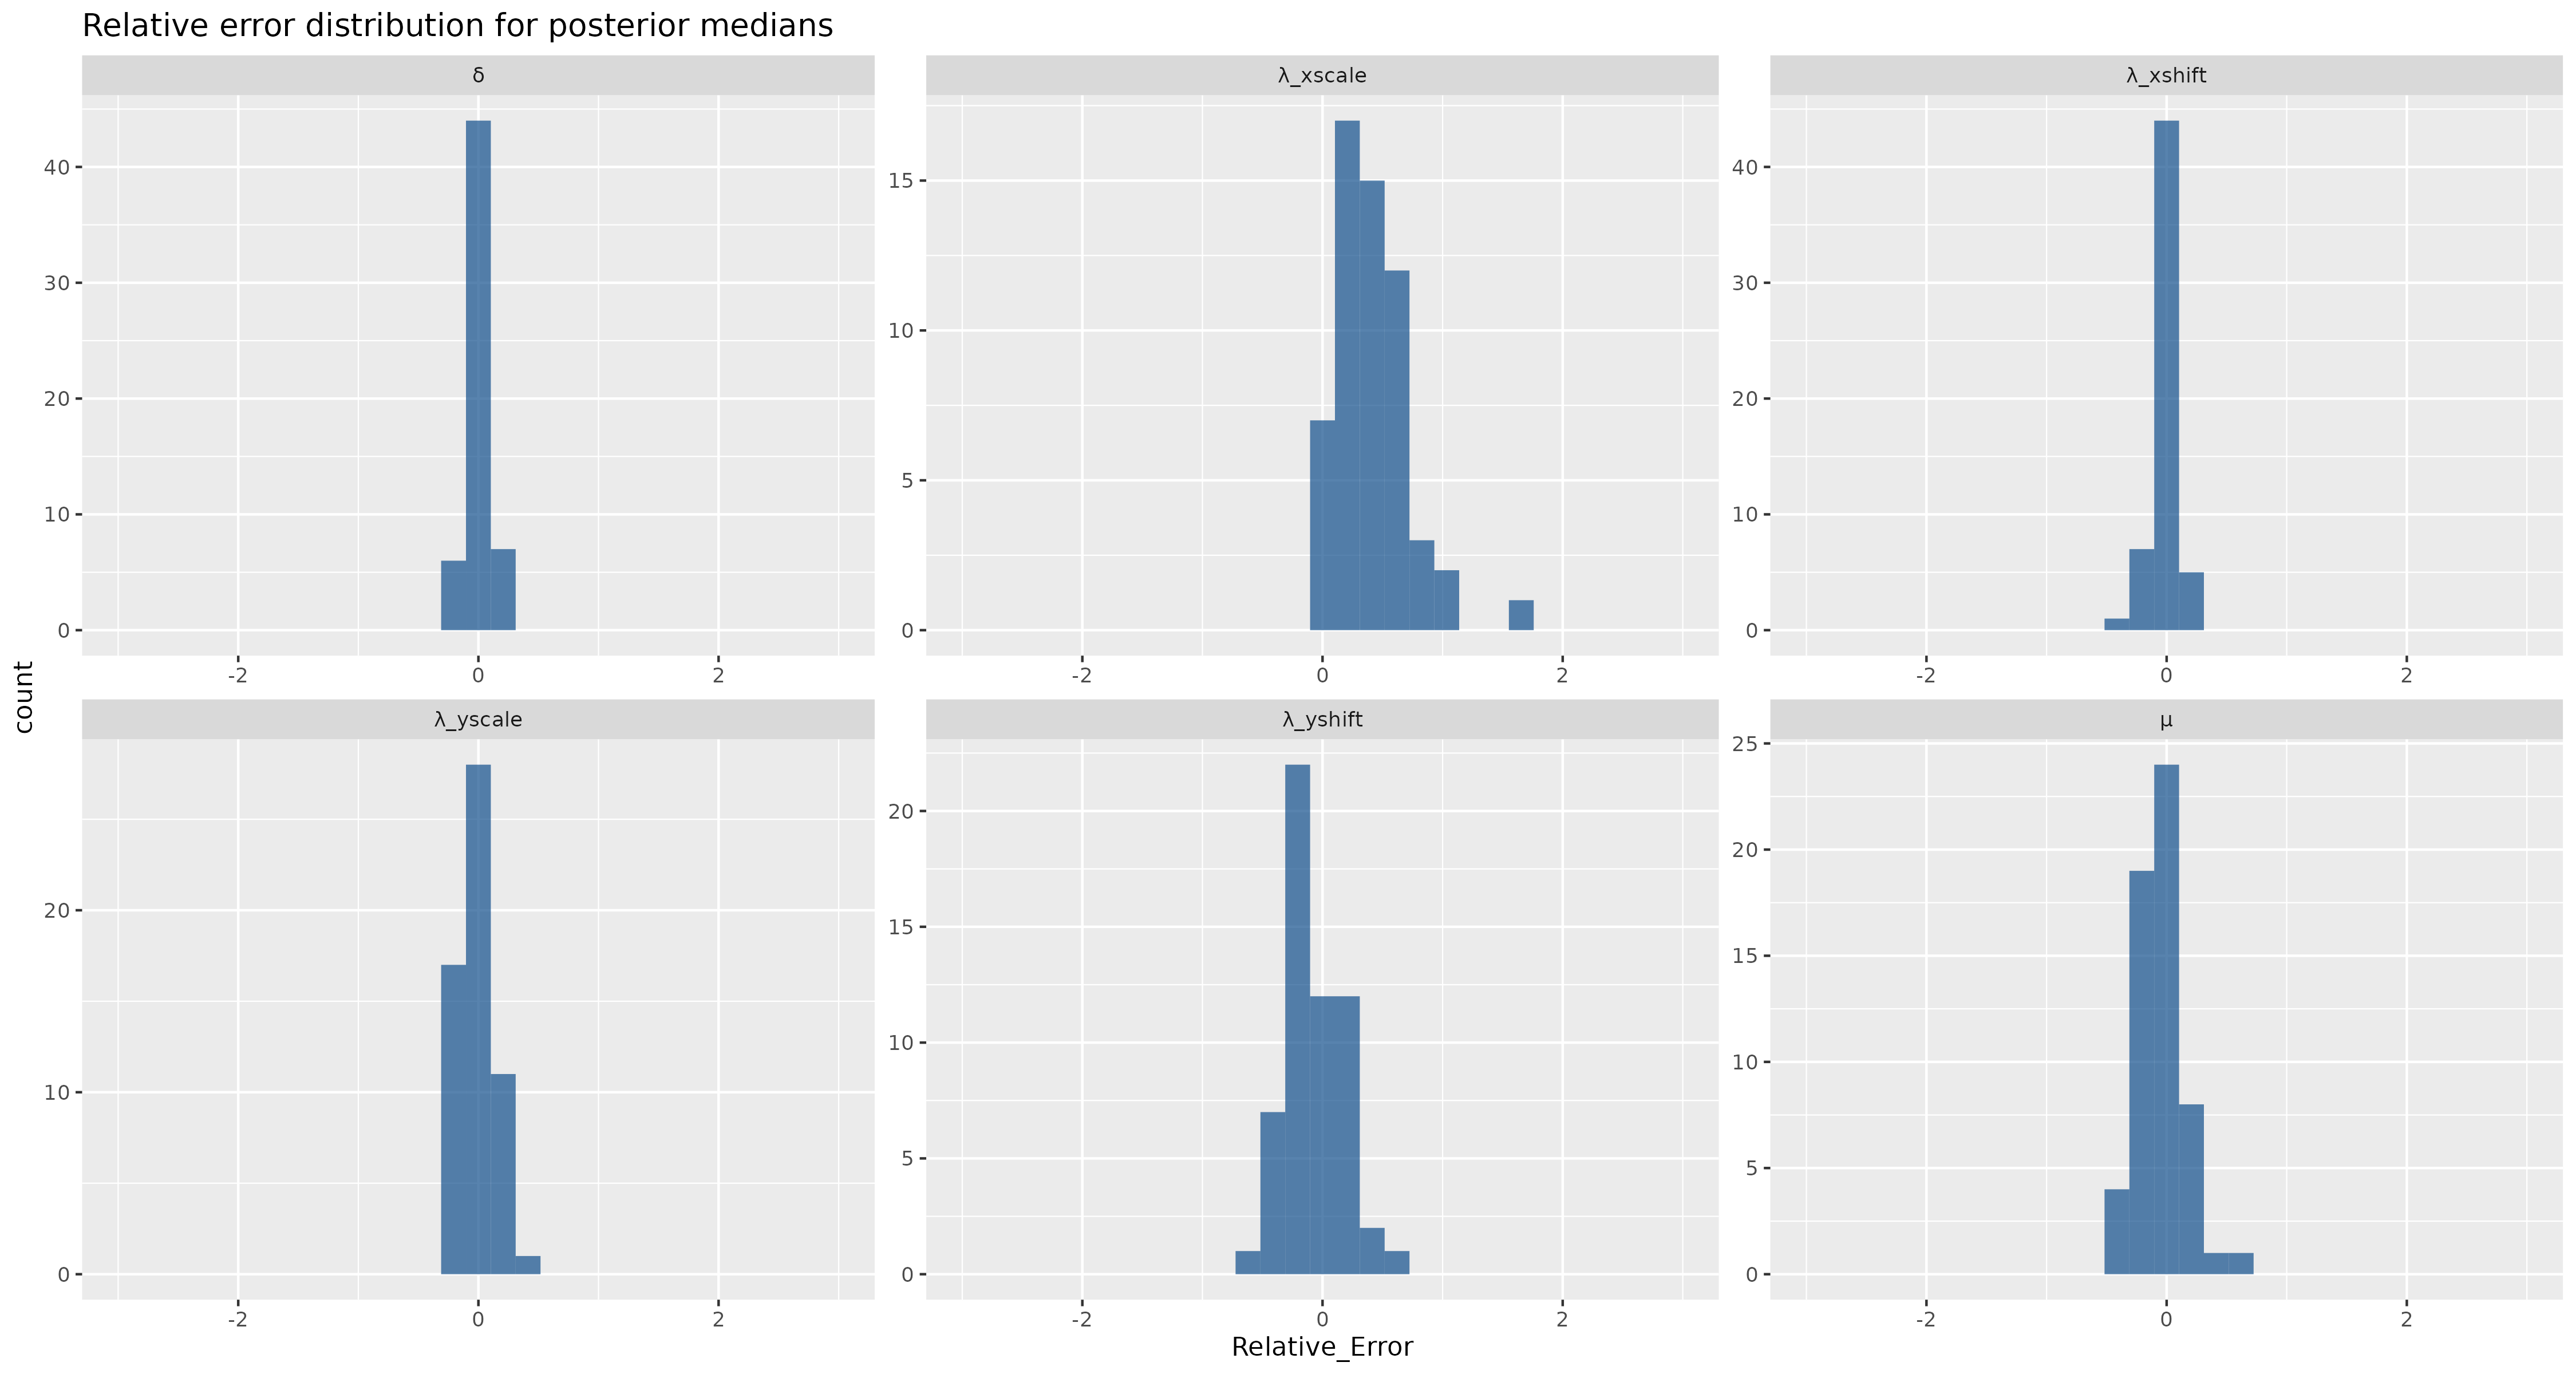 Relative error distribution for posterior medians
δ
λ_xscale
λ_xshift
40
30
20
10
0
15
10
5
0
40
30
20
10
0
-2 0 2
-2 0 2
-2 0 2
count
λ_yscale
λ_yshift
μ
20
10
0
20
15
10
5
0
25
20
15
10
5
0
-2 0 2
-2 0 2
-2 0 2
Relative_Error